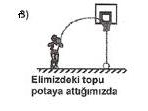 B)
Elimizdeki topu
potaya attığımızda